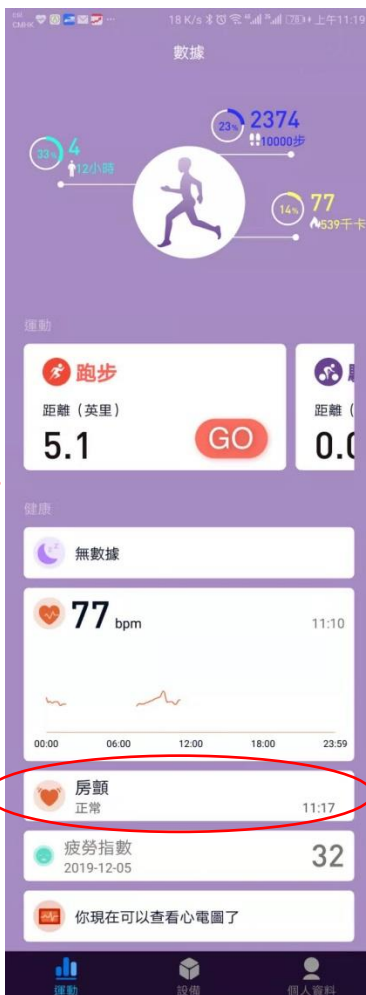 CMHK
18 K/s
上午11:19
數據
23%
2374
10000步
33%
4
12小時
14%
77
539千卡
運動
跑步
距離（英里）
5.1
GO
距離（
0.0
健康
無數據
77 bpm
11:10
00:00 06:00 12:00 18:00 23:59
房顫
正常
11:17
疲勞指數
2019-12-05
32
你現在可以查看心電圖了
運動
設備
個人資料